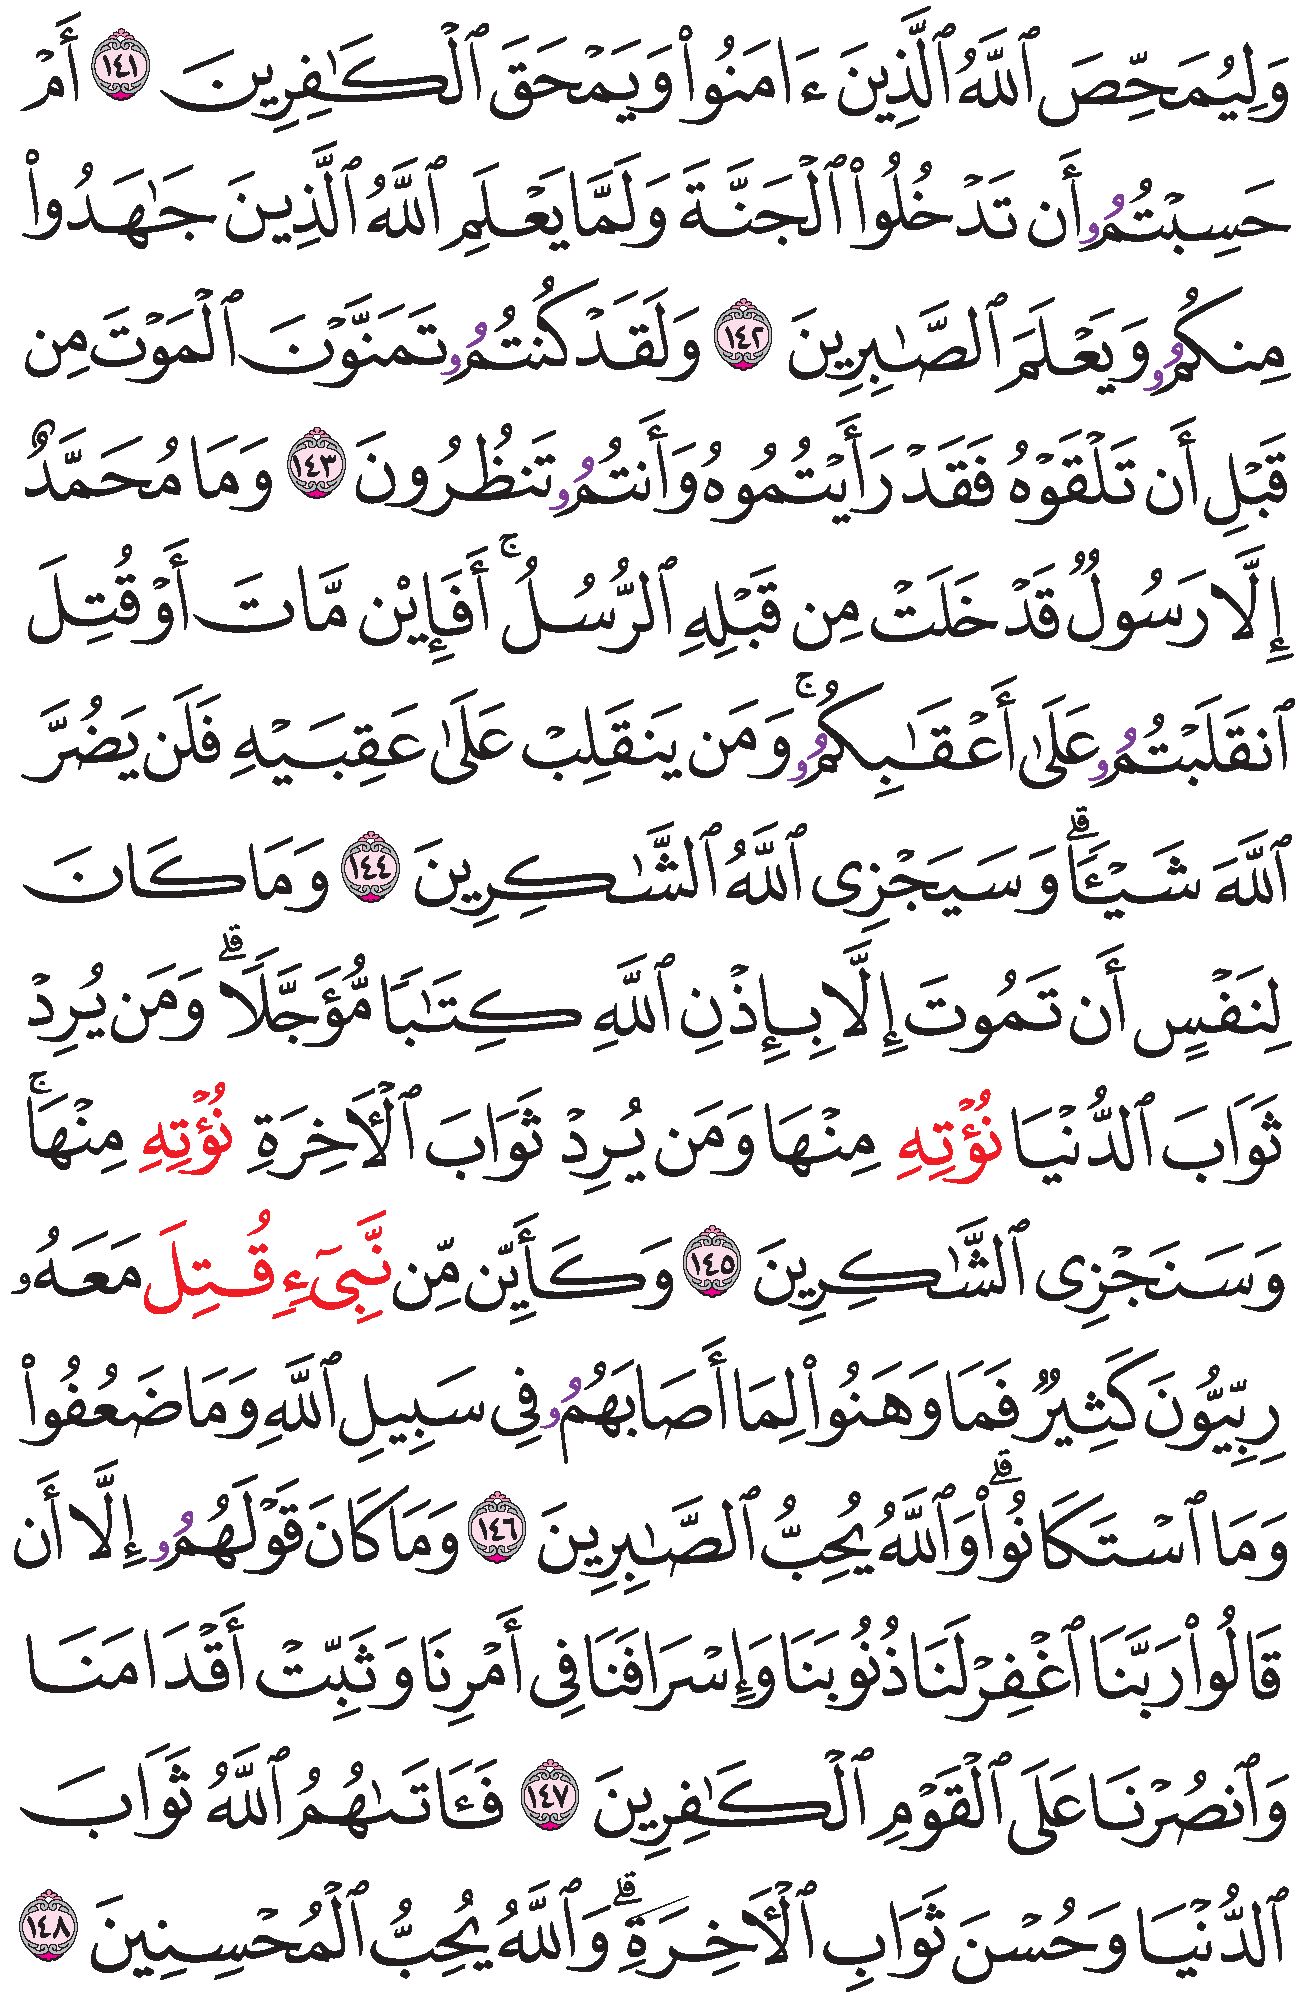 وَلِيُمَحِّصَ ٱللَّهُ ٱلَّذِينَ ءَامَنُوا۟ وَيَمْحَقَ ٱلْكَـٰفِرِينَ ١٤١ أَمْ
حَسِبْتُمُۥ أَن تَدْخُلُوا۟ ٱلْجَنَّةَ وَلَمَّا يَعْلَمِ ٱللَّهُ ٱلَّذِينَ جَـٰهَدُوا۟
مِنكُمُۥ وَيَعْلَمَ ٱلصَّـٰبِرِينَ ١٤٢ وَلَقَدْ كُنتُمُۥ تَمَنَّوْنَ ٱلْمَوْتَ مِن
قَبْلِ أَن تَلْقَوْهُ فَقَدْ رَأَيْتُمُوهُ وَأَنتُمُۥ تَنظُرُونَ ١٤٣ وَمَا مُحَمَّدٌ
إِلَّا رَسُولٌ قَدْ خَلَتْ مِن قَبْلِهِ ٱلرُّسُلُ ۚ أَفَإِيْن مَّاتَ أَوْ قُتِلَ
ٱنقَلَبْتُمُۥ عَلَىٰ أَعْقَـٰبِكُمُۥ ۚ وَمَن يَنقَلِبْ عَلَىٰ عَقِبَيْهِ فَلَن يَضُرَّ
ٱللَّهَ شَيْـًٔا ۗ وَسَيَجْزِى ٱللَّهُ ٱلشَّـٰكِرِينَ ١٤٤ وَمَا كَانَ
لِنَفْسٍ أَن تَمُوتَ إِلَّا بِإِذْنِ ٱللَّهِ كِتَـٰبًا مُّؤَجَّلًا ۗ وَمَن يُرِدْ
ثَوَابَ ٱلدُّنْيَا نُؤْتِهِ مِنْهَا وَمَن يُرِدْ ثَوَابَ ٱلْأَخِرَةِ نُؤْتِهِ مِنْهَا ۚ
وَسَنَجْزِى ٱلشَّـٰكِرِينَ ١٤٥ وَكَأَيِّن مِّن نَّبِىٓءٍ قُتِلَ مَعَهُۥ
رِبِّيُّونَ كَثِيرٌ فَمَا وَهَنُوا۟ لِمَا أَصَابَهُمُۥ فِى سَبِيلِ ٱللَّهِ وَمَا ضَعُفُوا۟
وَمَا ٱسْتَكَانُوا۟ ۗ وَٱللَّهُ يُحِبُّ ٱلصَّـٰبِرِينَ ١٤٦ وَمَا كَانَ قَوْلَهُمُۥ إِلَّا أَن
قَالُوا۟ رَبَّنَا ٱغْفِرْ لَنَا ذُنُوبَنَا وَإِسْرَافَنَا فِى أَمْرِنَا وَثَبِّتْ أَقْدَامَنَا
وَٱنصُرْنَا عَلَى ٱلْقَوْمِ ٱلْكَـٰفِرِينَ ١٤٧ فَـَٔاتَىٰهُمُ ٱللَّهُ ثَوَابَ
ٱلدُّنْيَا وَحُسْنَ ثَوَابِ ٱلْأَخِرَةِ ۗ وَٱللَّهُ يُحِبُّ ٱلْمُحْسِنِينَ ١٤٨